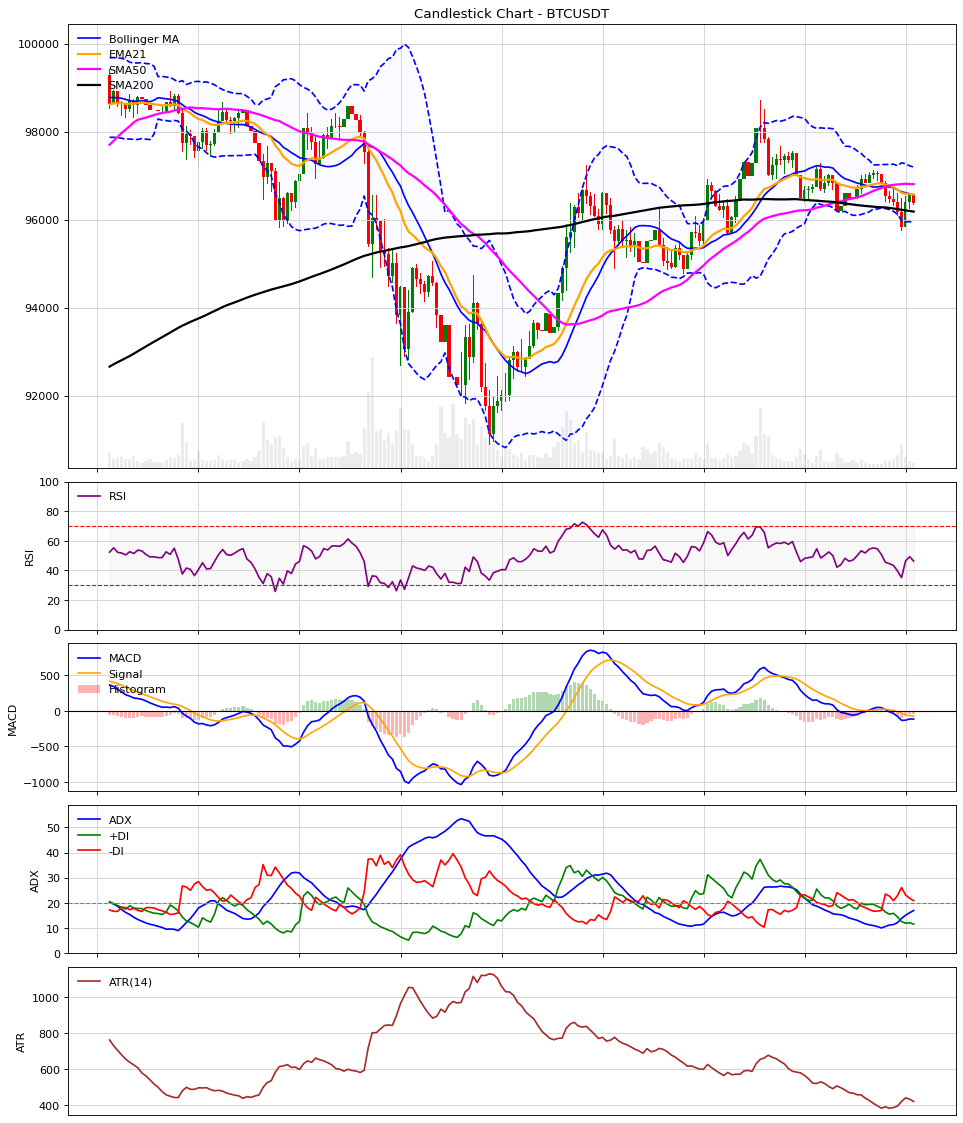 Candlestick Chart - BTCUSDT
Bollinger MA
EMA21
SMA50
SMA200
100000
98000
96000
94000
92000
RSI
RSI
100
80
60
40
20
0
MACD
Signal
Histogram
MACD
500
0
−500
−1000
ADX
+DI
-DI
ADX
50
40
30
20
10
0
ATR(14)
ATR
1000
800
600
400